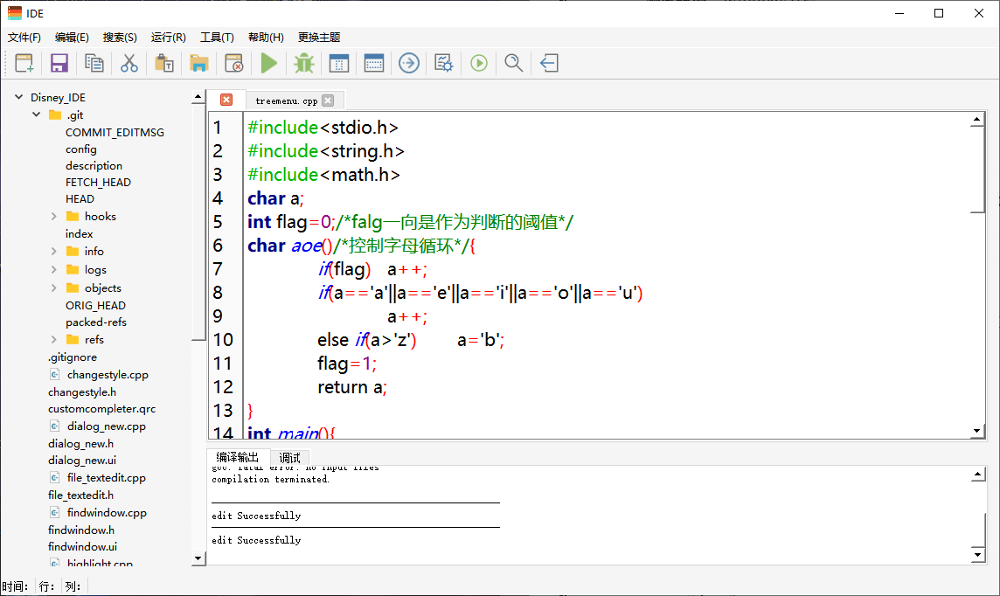 IDE
文件(F) 编辑(E) 搜索(S) 运行(R) 工具(T) 帮助(H) 更换主题
Disney_IDE
.git
COMMIT_EDITMSG
config
description
FETCH_HEAD
HEAD
hooks
index
info
logs
objects
ORIG_HEAD
packed-refs
refs
.gitignore
changestyle.cpp
changestyle.h
customcompleter.qrc
dialog_new.cpp
dialog_new.h
dialog_new.ui
file_textedit.cpp
file_textedit.h
findwindow.cpp
findwindow.h
findwindow.ui
highlight.cpp
treemenu.cpp
1 #include<stdio.h>
2 #include<string.h>
3 #include<math.h>
4 char a;
5 int flag=0;/*falg一向是作为判断的阈值*/
6 char aoe()/*控制字母循环*/{
7 if(flag) a++;
8 if(a=='a'||a=='e'||a=='i'||a=='o'||a=='u')
9 a++;
10 else if(a>'z') a='b';
11 flag=1;
12 return a;
13 }
14 int main(){
编译输出 调试
gcc: fatal error: no input files
compilation terminated.
edit Successfully
edit Successfully
时间: 行: 列: